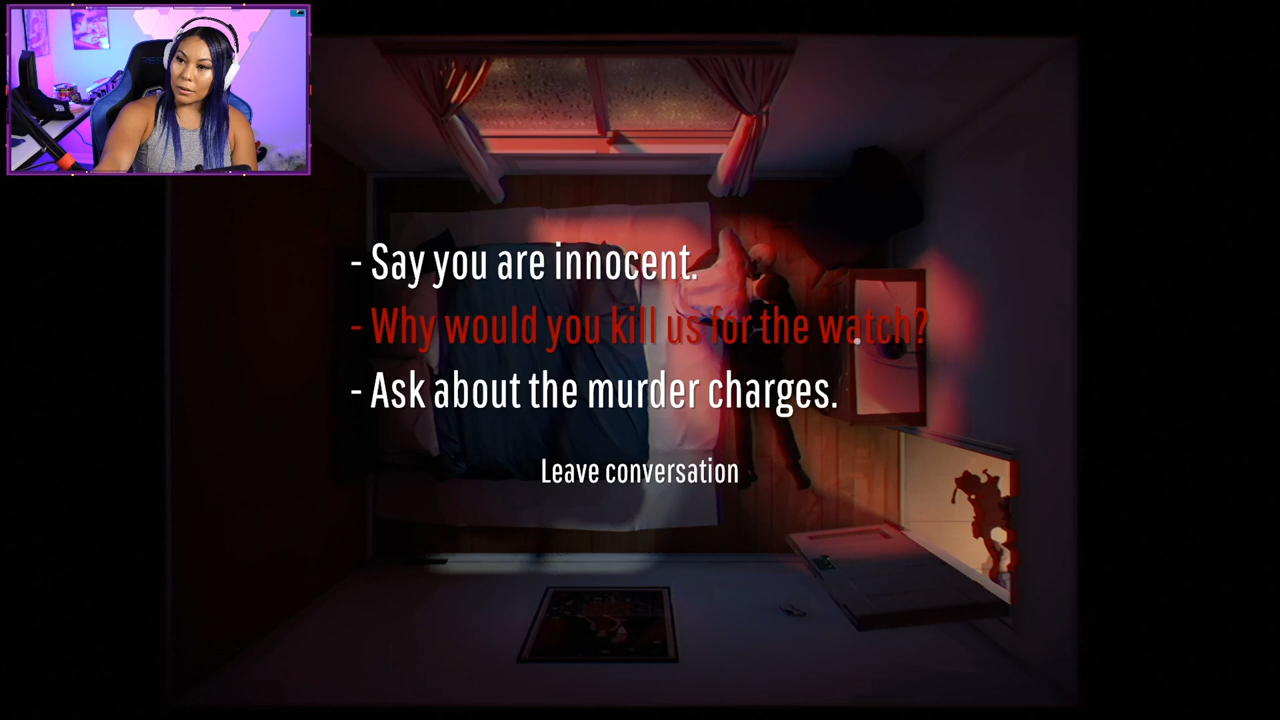 - Say you are innocent.
- Why would you kill us for the watch?
- Ask about the murder charges.
Leave conversation